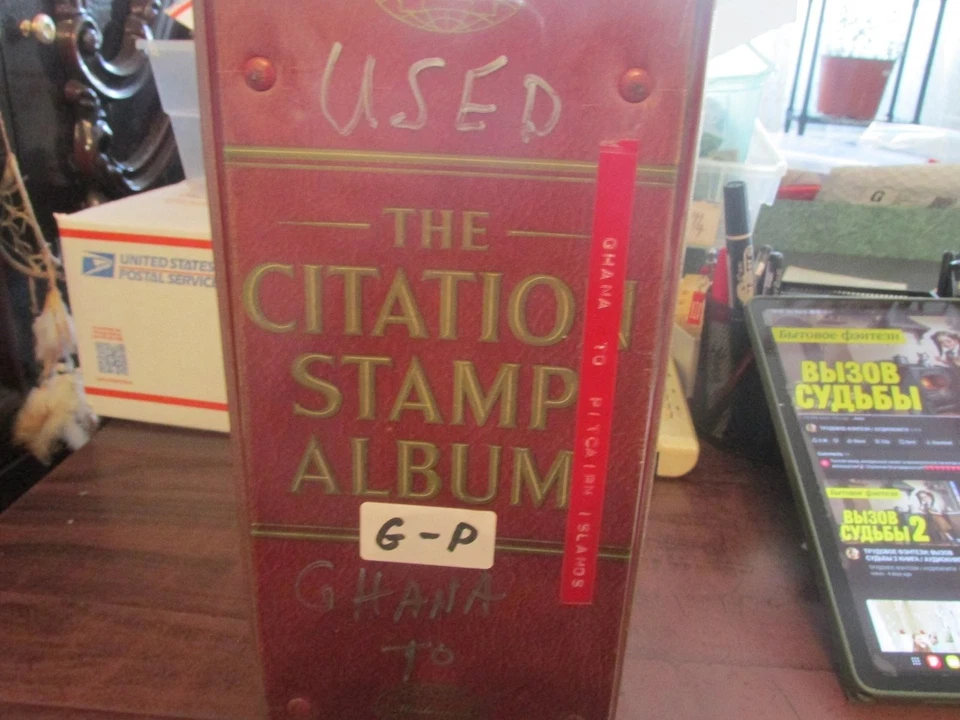 USED
THE
CITATION
STAMP
ALBUM
G-P
GHANA
TO
GHANA TO PITCAIRN ISLANDS
UNITED STATES
POSTAL SERVICE
G
Бытовое фэнтези
ВЫЗОВ
СУДЬБЫ
Бытовое фэнтези
ВЫЗОВ
СУДЬБЫ 2